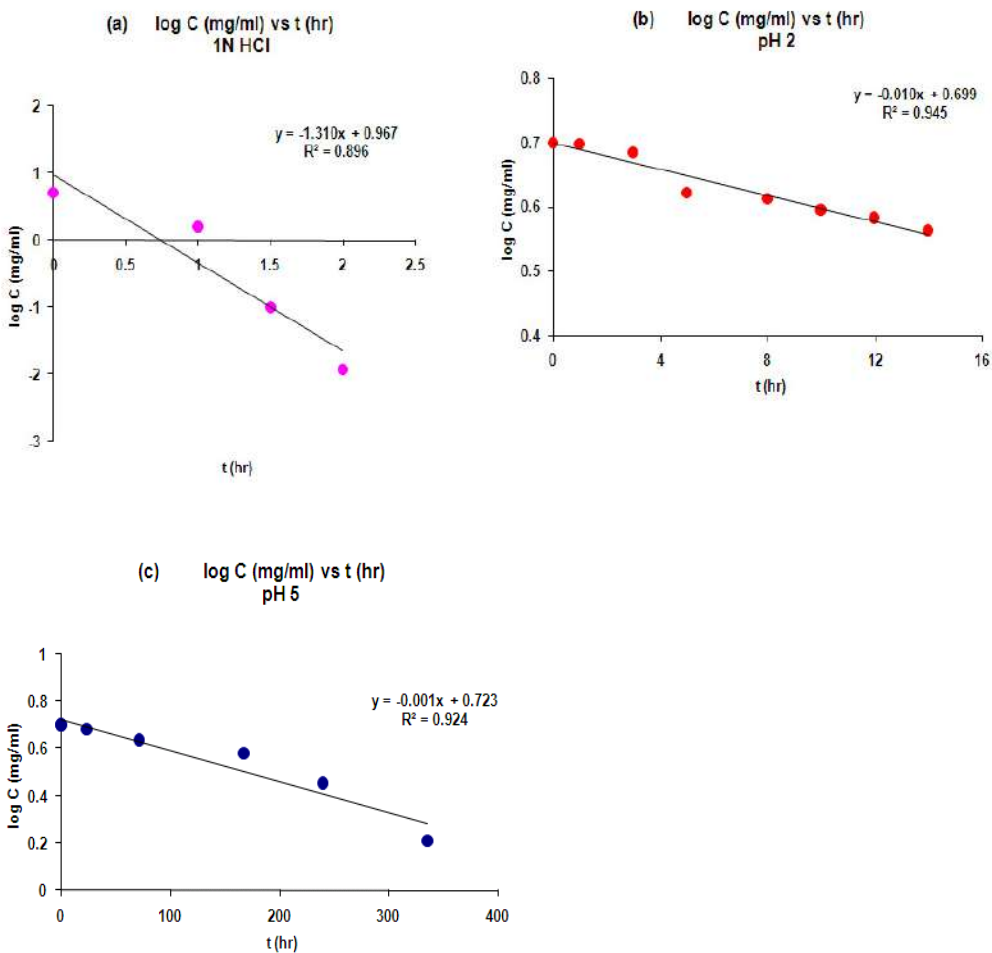 (a) log C (mg/ml) vs t (hr)
1N HCl
y = -1.310x + 0.967
R² = 0.896
2
1
0
-1
-2
-3
0
0.5
1
1.5
2
2.5
log C (mg/ml)
t (hr)
(b) log C (mg/ml) vs t (hr)
pH 2
y = -0.010x + 0.699
R² = 0.945
0.8
0.7
0.6
0.5
0.4
0
4
8
12
16
log C (mg/ml)
t (hr)
(c) log C (mg/ml) vs t (hr)
pH 5
y = -0.001x + 0.723
R² = 0.924
1
0.8
0.6
0.4
0.2
0
0
100
200
300
400
log C (mg/ml)
t (hr)